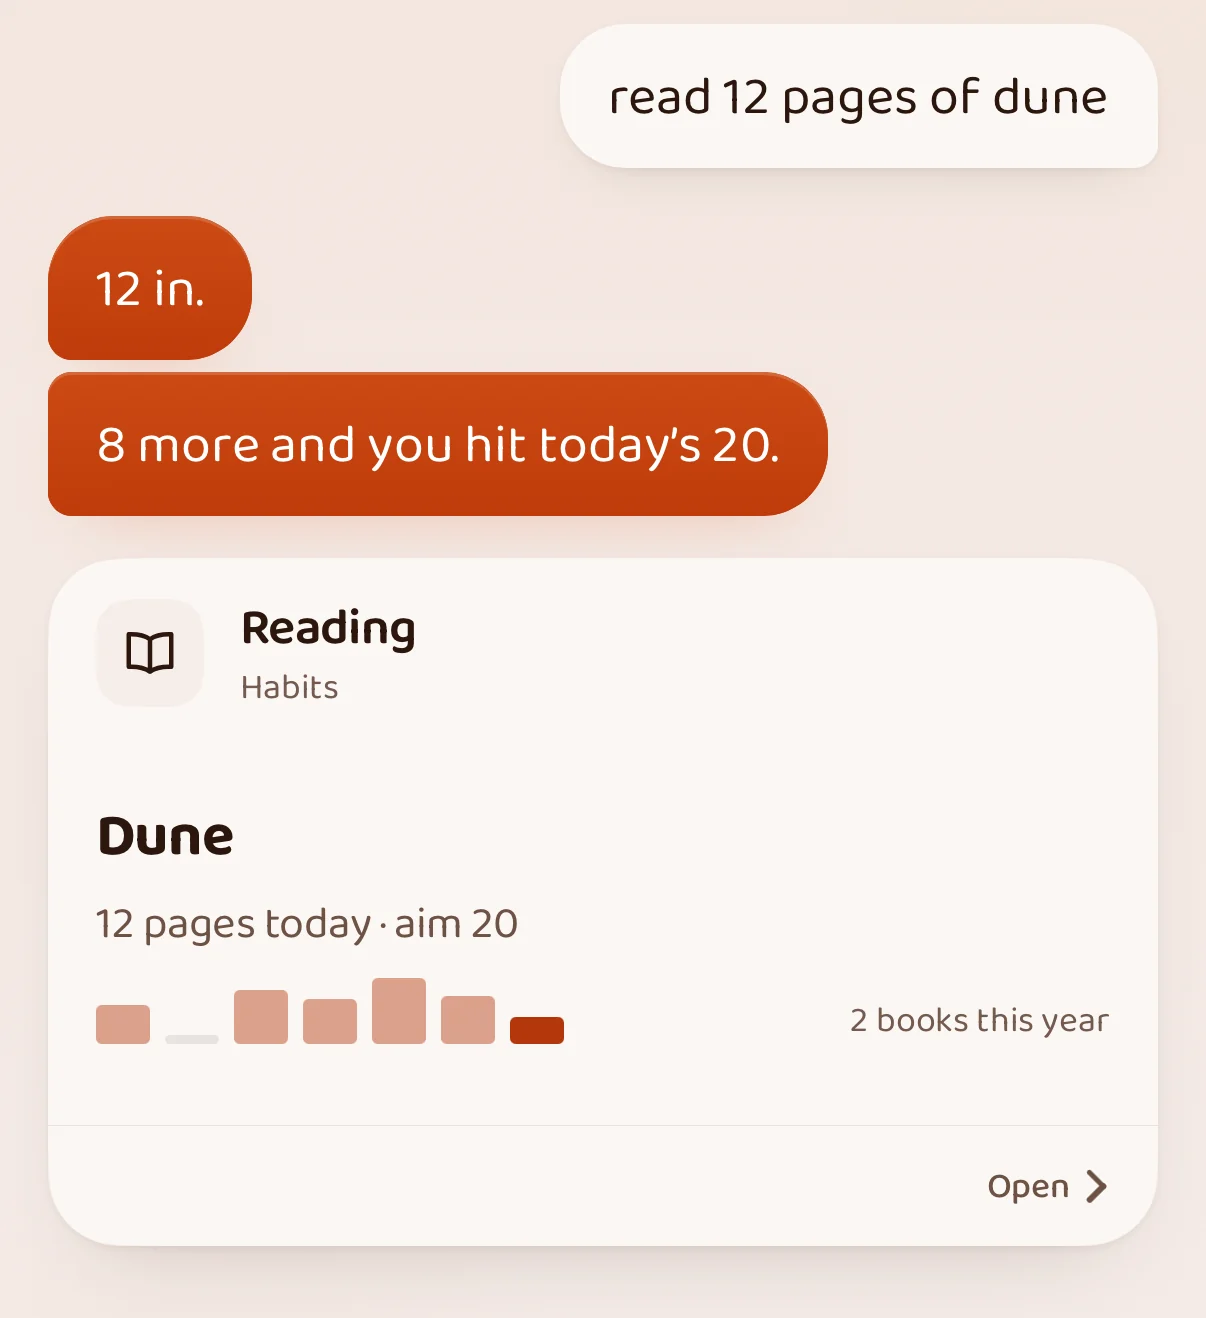 read 12 pages of dune
12 in.
8 more and you hit today's 20.
Reading
Habits
Dune
12 pages today · aim 20
2 books this year
Open